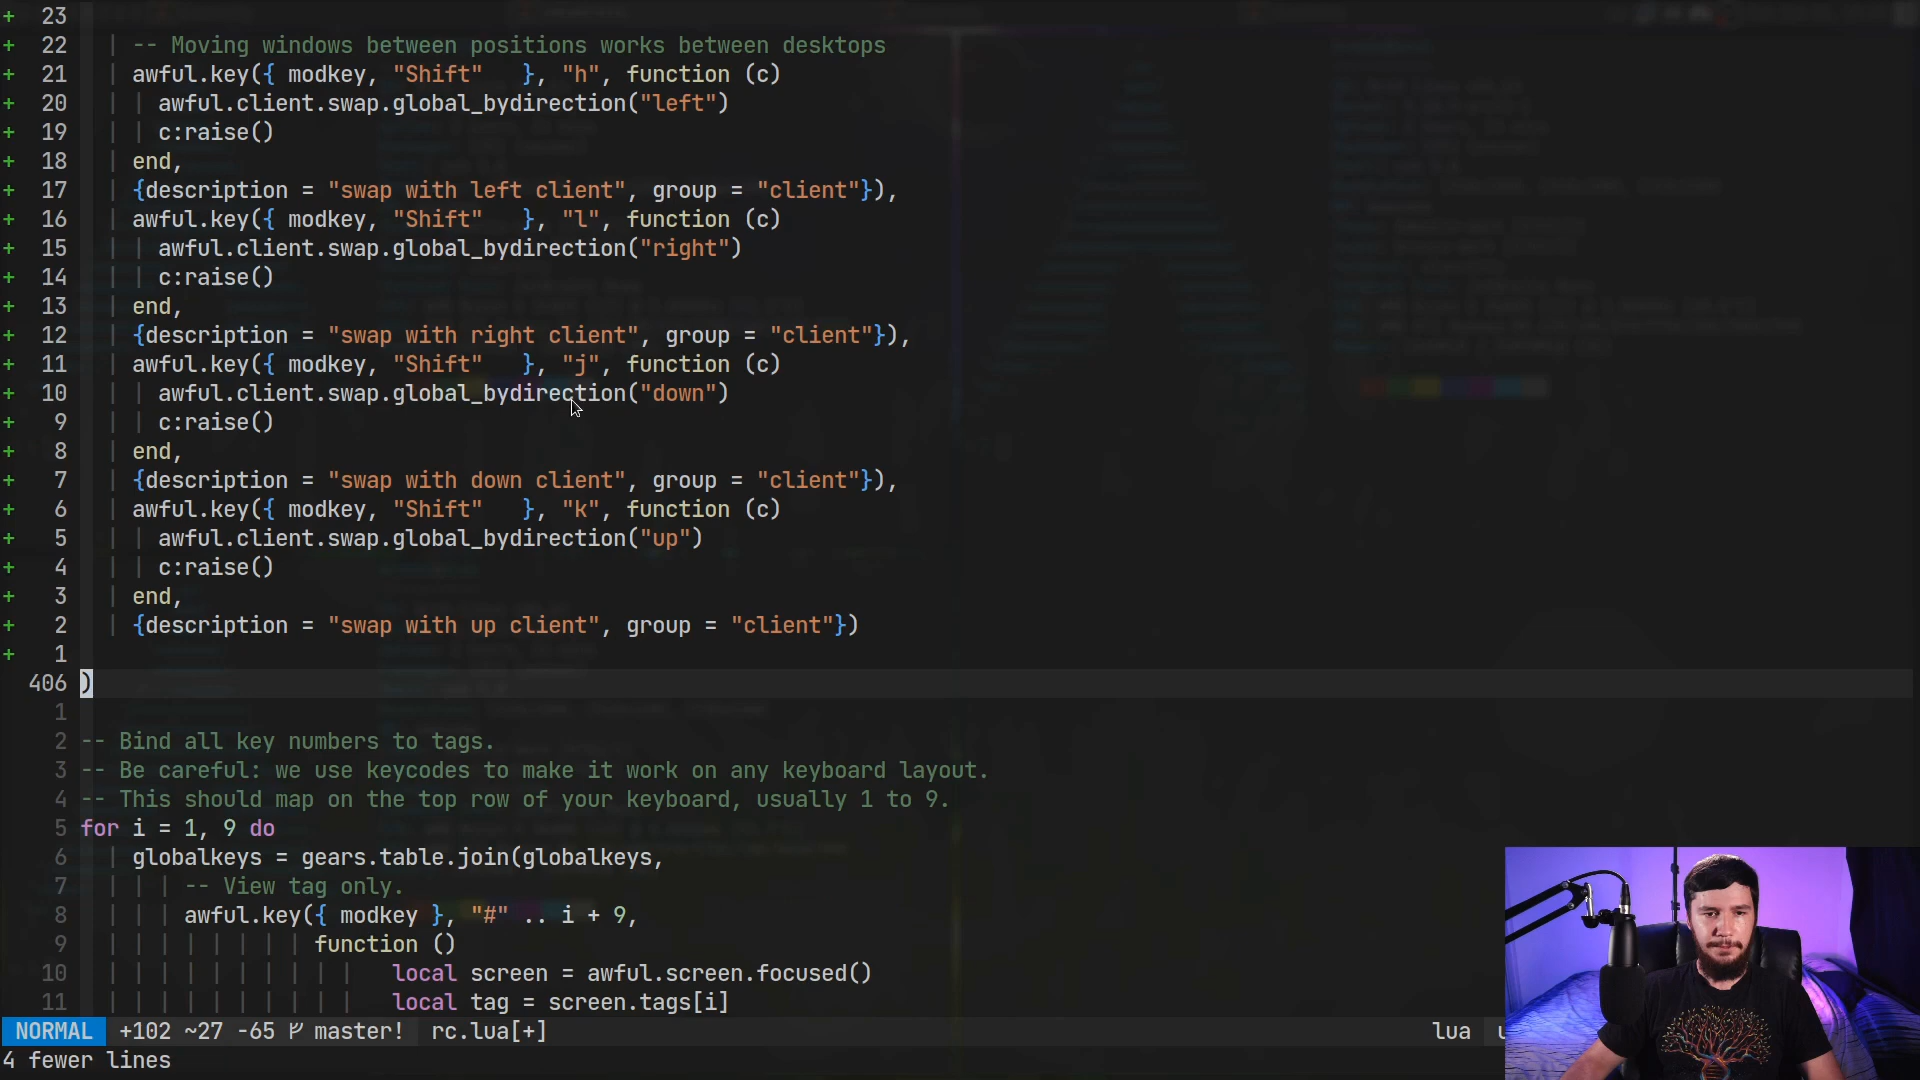 + 23
+ 22 -- Moving windows between positions works between desktops
+ 21 awful.key({ modkey, "Shift" }, "h", function (c)
+ 20 awful.client.swap.global_bydirection("left")
+ 19 c:raise()
+ 18 end,
+ 17 {description = "swap with left client", group = "client"}),
+ 16 awful.key({ modkey, "Shift" }, "l", function (c)
+ 15 awful.client.swap.global_bydirection("right")
+ 14 c:raise()
+ 13 end,
+ 12 {description = "swap with right client", group = "client"}),
+ 11 awful.key({ modkey, "Shift" }, "j", function (c)
+ 10 awful.client.swap.global_bydirection("down")
+ 9 c:raise()
+ 8 end,
+ 7 {description = "swap with down client", group = "client"}),
+ 6 awful.key({ modkey, "Shift" }, "k", function (c)
+ 5 awful.client.swap.global_bydirection("up")
+ 4 c:raise()
+ 3 end,
+ 2 {description = "swap with up client", group = "client"})
+ 1
406 )
1
2 -- Bind all key numbers to tags.
3 -- Be careful: we use keycodes to make it work on any keyboard layout.
4 -- This should map on the top row of your keyboard, usually 1 to 9.
5 for i = 1, 9 do
6 globalkeys = gears.table.join(globalkeys,
7 -- View tag only.
8 awful.key({ modkey }, "#" .. i + 9,
9 function ()
10 local screen = awful.screen.focused()
11 local tag = screen.tags[i]
NORMAL +102 ~27 -65 master! rc.lua[+] lua
4 fewer lines